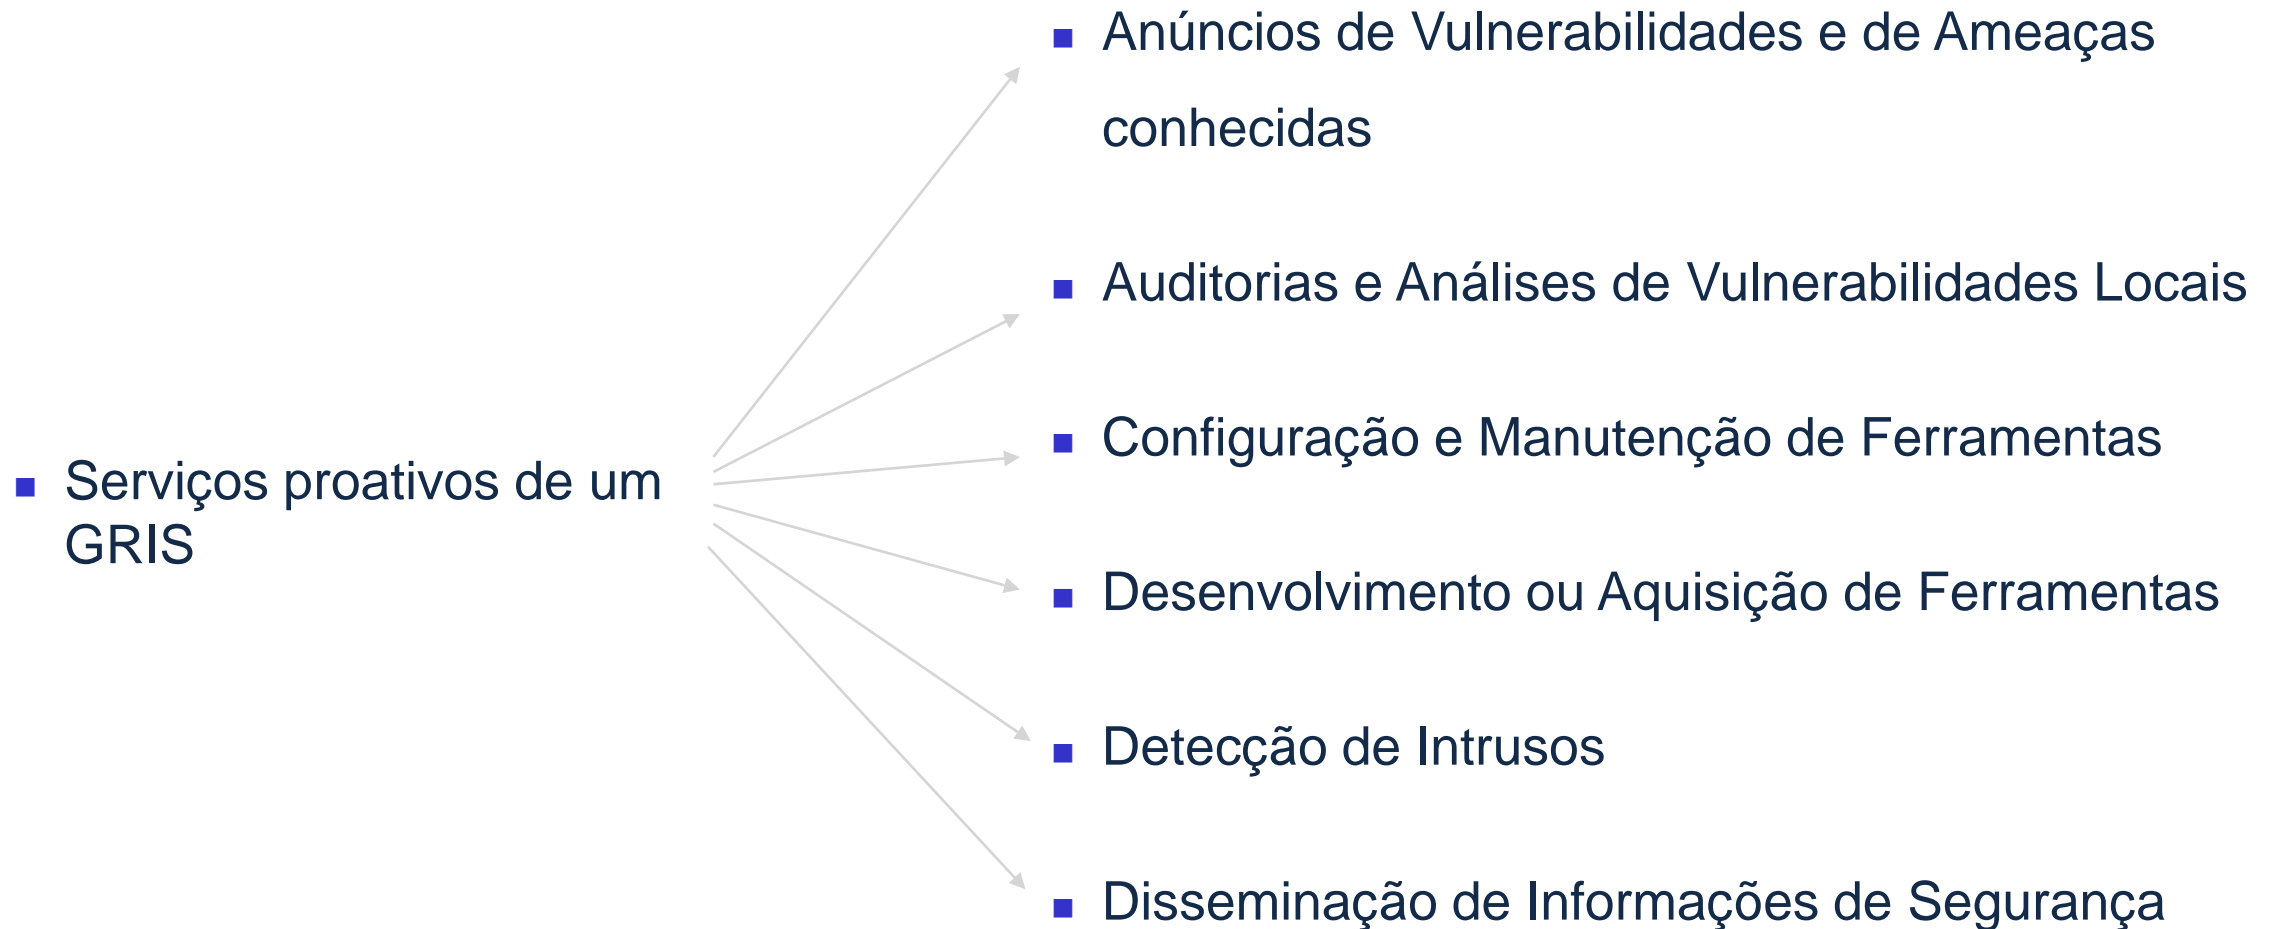 Serviços proativos de um
GRIS
Anúncios de Vulnerabilidades e de Ameaças
conhecidas
Auditorias e Análises de Vulnerabilidades Locais
Configuração e Manutenção de Ferramentas
Desenvolvimento ou Aquisição de Ferramentas
Detecção de Intrusos
Disseminação de Informações de Segurança